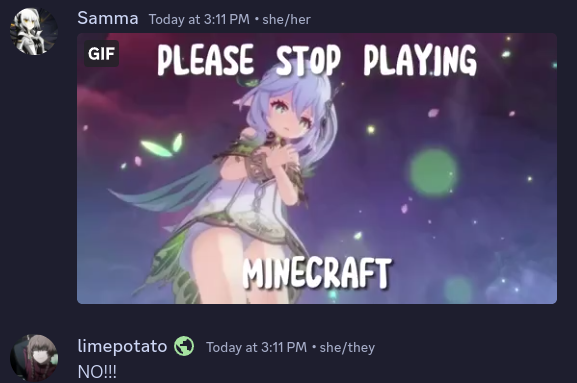 Samma Today at 3:11 PM • she/her
GIF
PLEASE STOP PLAYING
MINECRAFT
limepotato Today at 3:11 PM • she/they
NO!!!